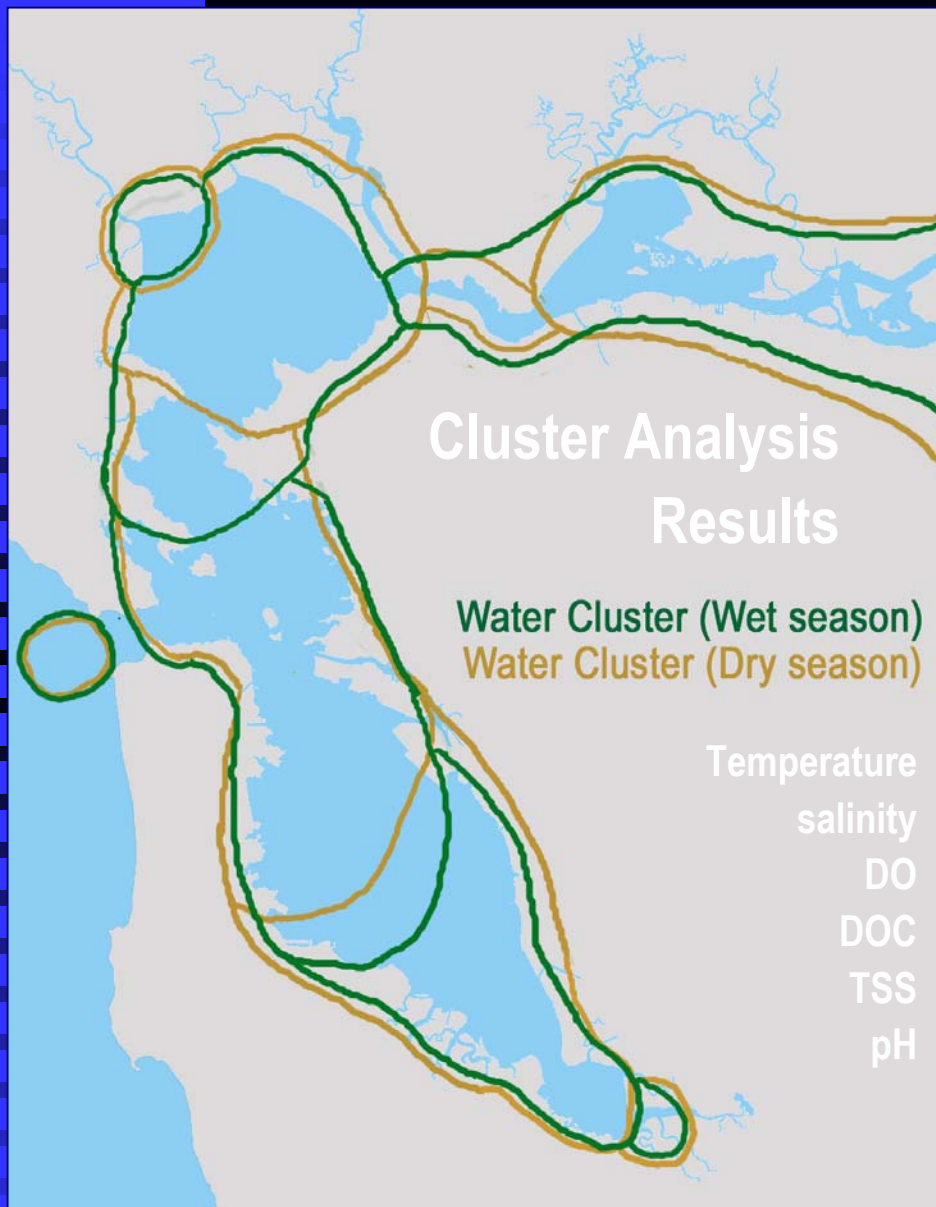 Cluster Analysis
Results
Water Cluster (Wet season)
Water Cluster (Dry season)
Temperature
salinity
DO
DOC
TSS
pH